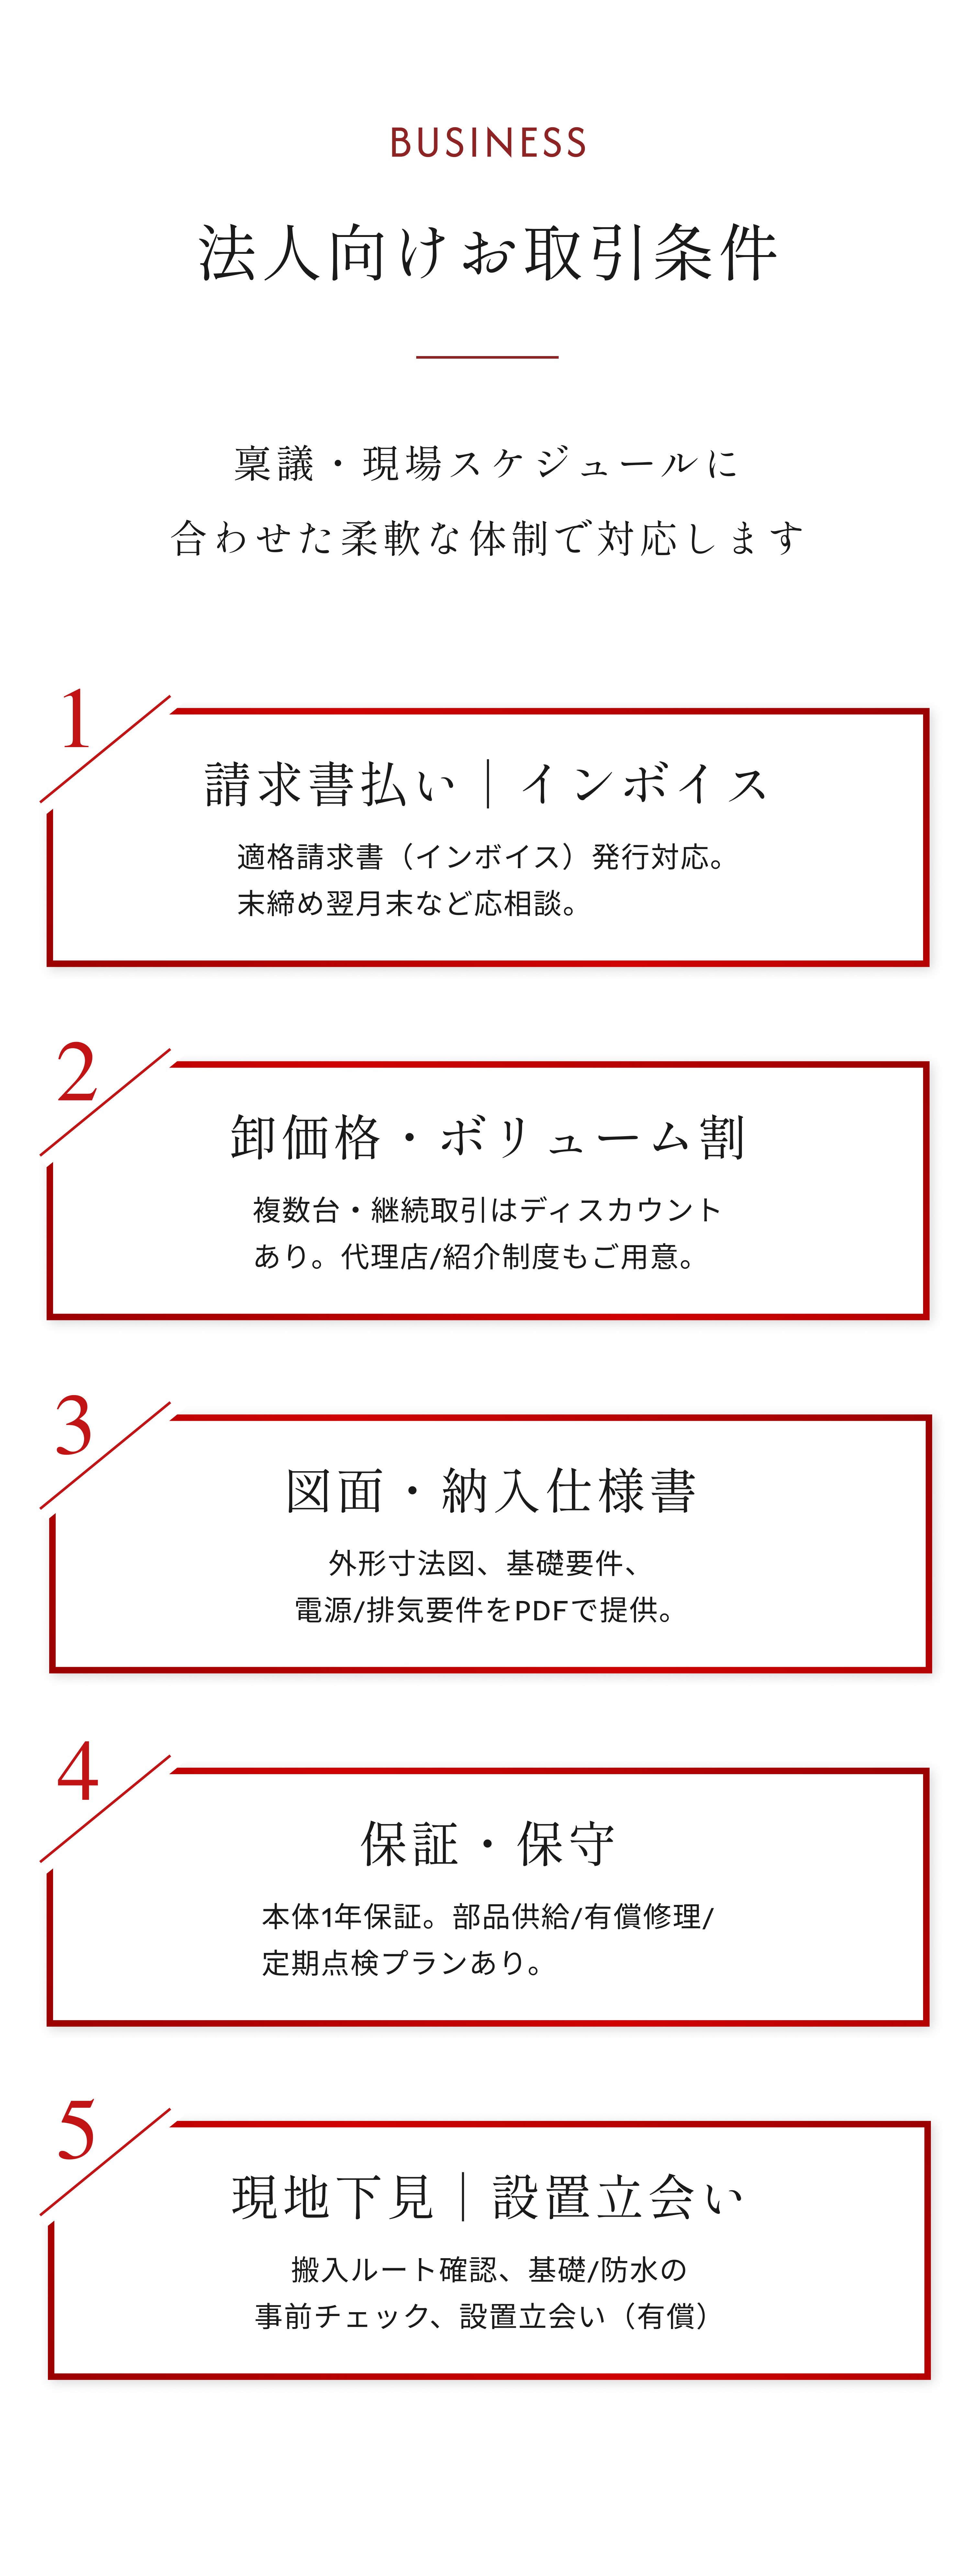 BUSINESS
法人向けお取引条件
稟議・現場スケジュールに
合わせた柔軟な体制で対応します
1
請求書払い｜インボイス
適格請求書（インボイス）発行対応。
末締め翌月末など応相談。
2
卸価格・ボリューム割
複数台・継続取引はディスカウント
あり。代理店/紹介制度もご用意。
3
図面・納入仕様書
外形寸法図、基礎要件、
電源/排気要件をPDFで提供。
4
保証・保守
本体1年保証。部品供給/有償修理/
定期点検プランあり。
5
現地下見｜設置立会い
搬入ルート確認、基礎/防水の
事前チェック、設置立会い（有償）